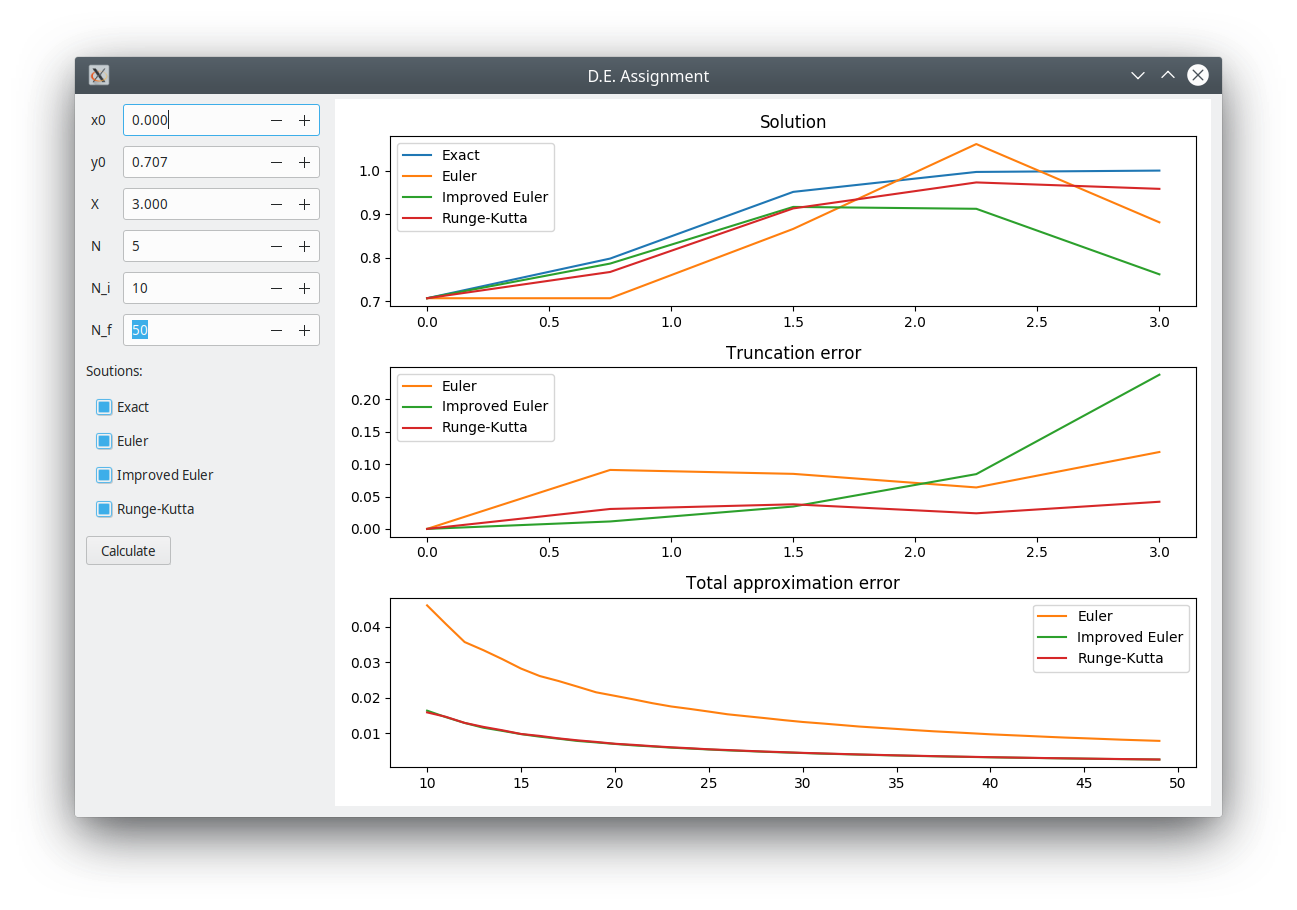 D.E. Assignment
x0 0.000
y0 0.707
X 3.000
N 5
N_i 10
N_f 50
Soutions:
Exact
Euler
Improved Euler
Runge-Kutta
Calculate
Solution
Exact
Euler
Improved Euler
Runge-Kutta
1.0
0.9
0.8
0.7
0.0 0.5 1.0 1.5 2.0 2.5 3.0
Truncation error
Euler
Improved Euler
Runge-Kutta
0.20
0.15
0.10
0.05
0.00
0.0 0.5 1.0 1.5 2.0 2.5 3.0
Total approximation error
Euler
Improved Euler
Runge-Kutta
0.04
0.03
0.02
0.01
10 15 20 25 30 35 40 45 50